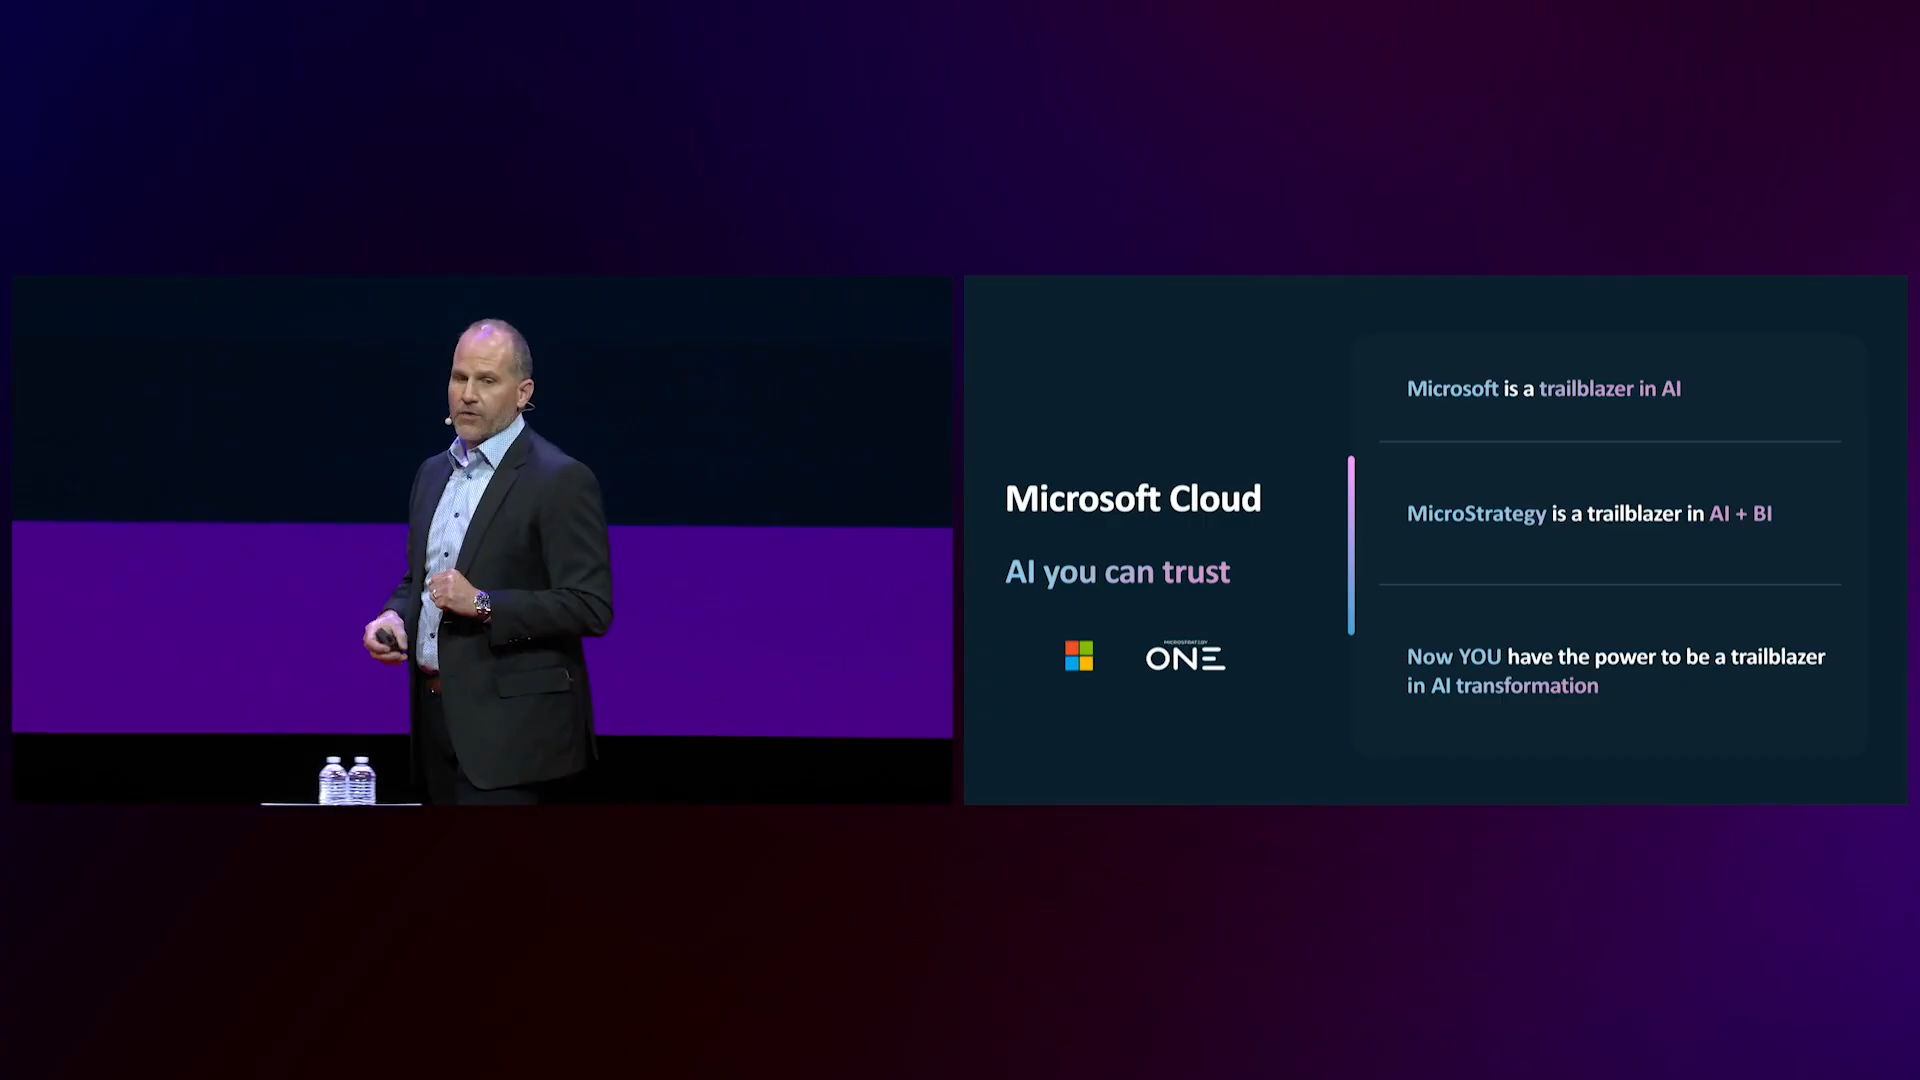 Microsoft Cloud
AI you can trust
MICROSTRATEGY
ONE
Microsoft is a trailblazer in AI
MicroStrategy is a trailblazer in AI + BI
Now YOU have the power to be a trailblazer
in AI transformation